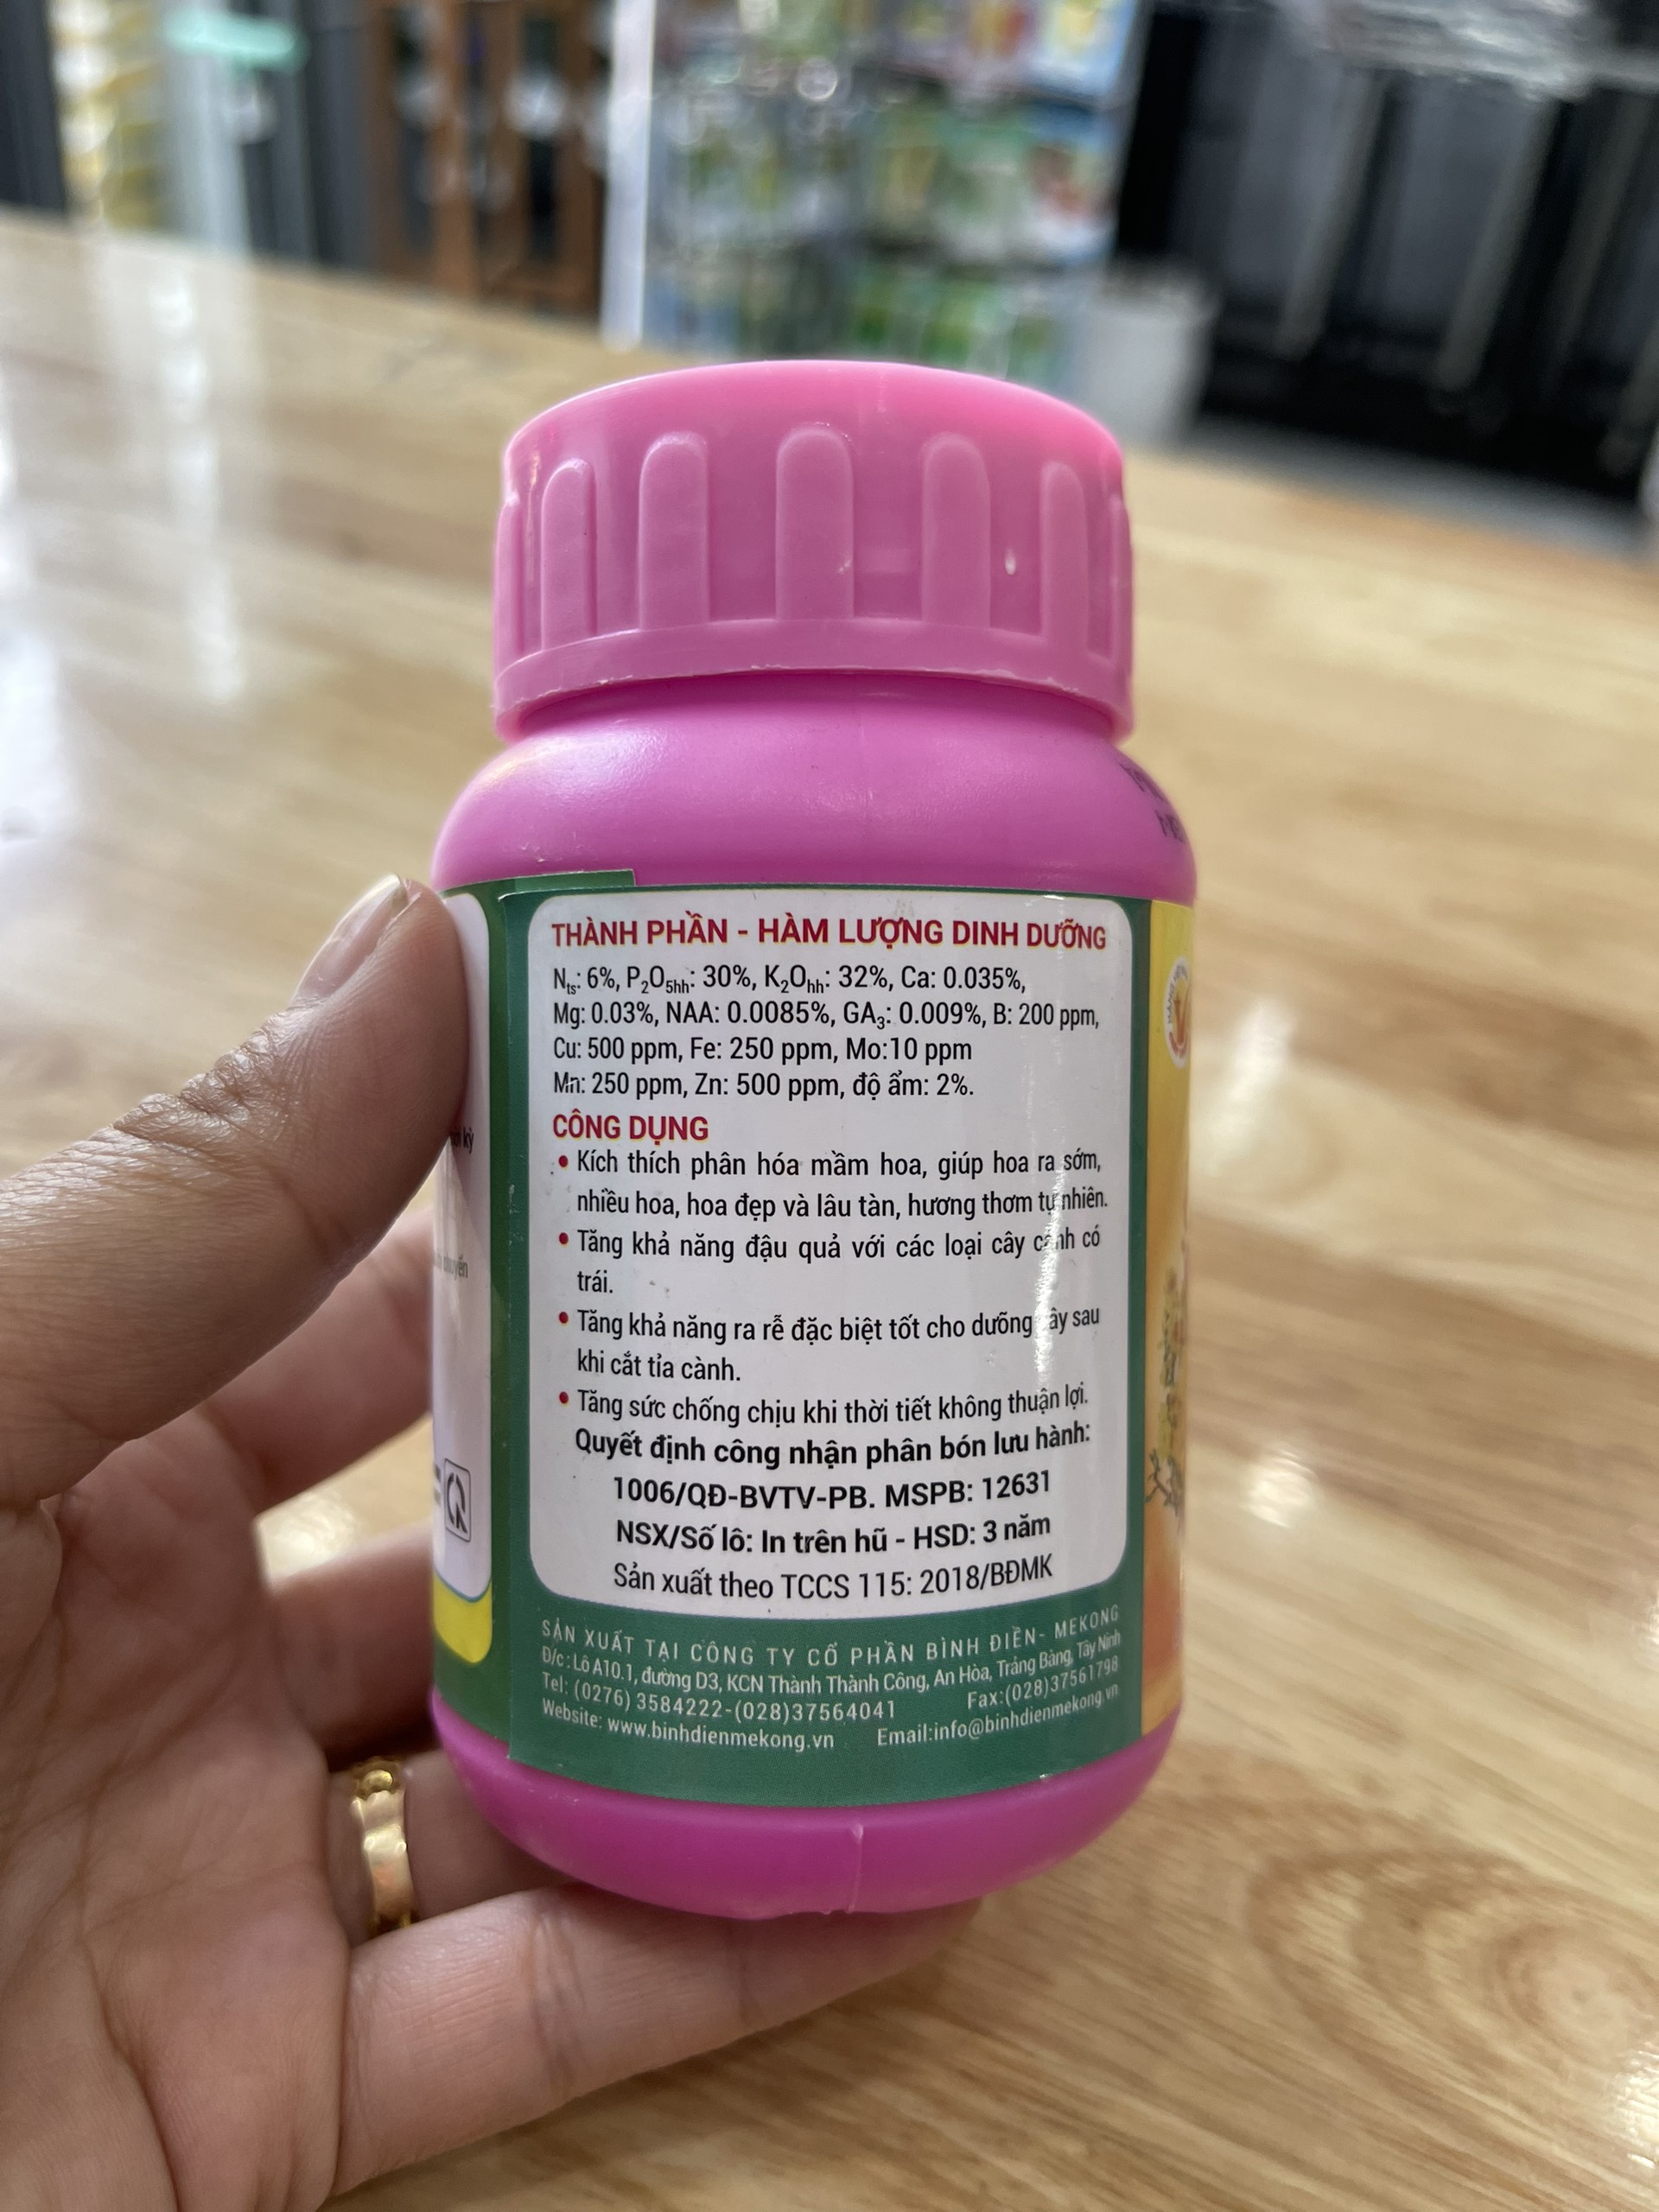 THÀNH PHẦN - HÀM LƯỢNG DINH DƯỠNG
Nts: 6%, P2O5hh: 30%, K2Ohh: 32%, Ca: 0.035%,
Mg: 0.03%, NAA: 0.0085%, GA3: 0.009%, B: 200 ppm,
Cu: 500 ppm, Fe: 250 ppm, Mo:10 ppm
Mn: 250 ppm, Zn: 500 ppm, độ ẩm: 2%.
CÔNG DỤNG
• Kích thích phân hóa mầm hoa, giúp hoa ra sớm,
nhiều hoa, hoa đẹp và lâu tàn, hương thơm tự nhiên.
• Tăng khả năng đậu quả với các loại cây cảnh có
trái.
• Tăng khả năng ra rễ đặc biệt tốt cho dưỡng cây sau
khi cắt tỉa cành.
• Tăng sức chống chịu khi thời tiết không thuận lợi.
Quyết định công nhận phân bón lưu hành:
1006/QĐ-BVTV-PB. MSPB: 12631
NSX/Số lô: In trên hũ - HSD: 3 năm
Sản xuất theo TCCS 115: 2018/BĐMK
SẢN XUẤT TẠI CÔNG TY CỔ PHẦN BÌNH ĐIỀN- MEKONG
Đ/c: Lô A10.1, đường D3, KCN Thành Thành Công, An Hòa, Trảng Bàng, Tây Ninh
Tel: (0276) 3584222-(028)37564041 Fax:(028)37561798
Website: www.binhdienmekong.vn Email:info@binhdienmekong.vn
kỳ